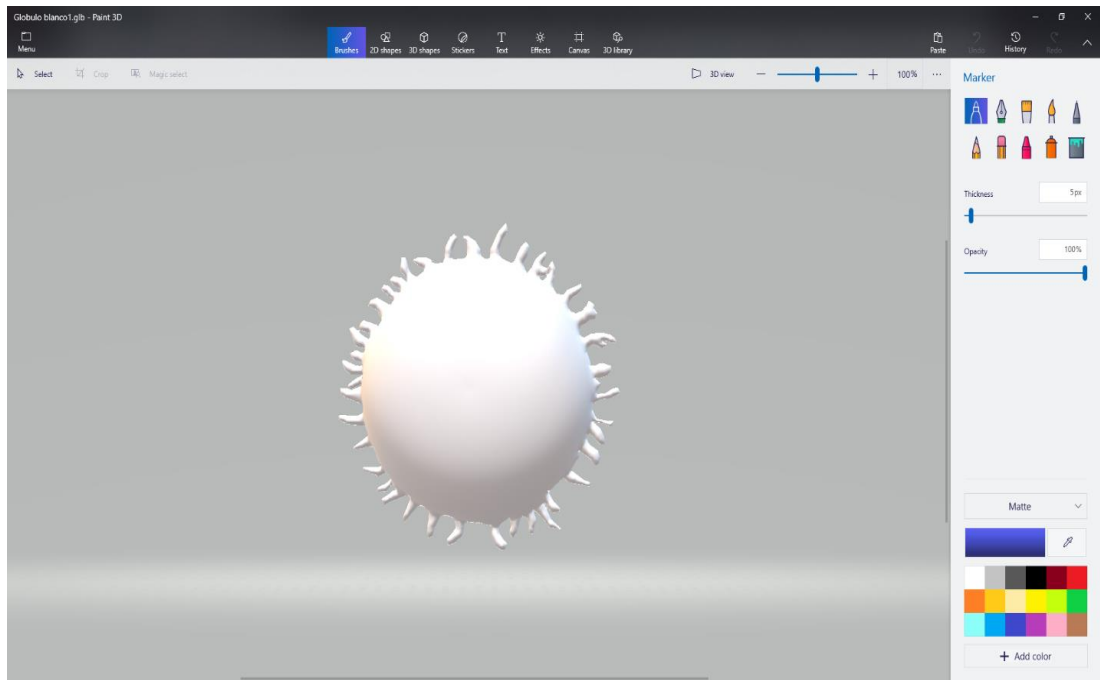 Globulo blanco1.glb - Paint 3D
Menu
Brushes 2D shapes 3D shapes Stickers Text Effects Canvas 3D library
Paste Undo History Redo
Select Crop Magic select
3D view 100% ...
Marker
Thickness 5px
Opacity 100%
Matte
+ Add color